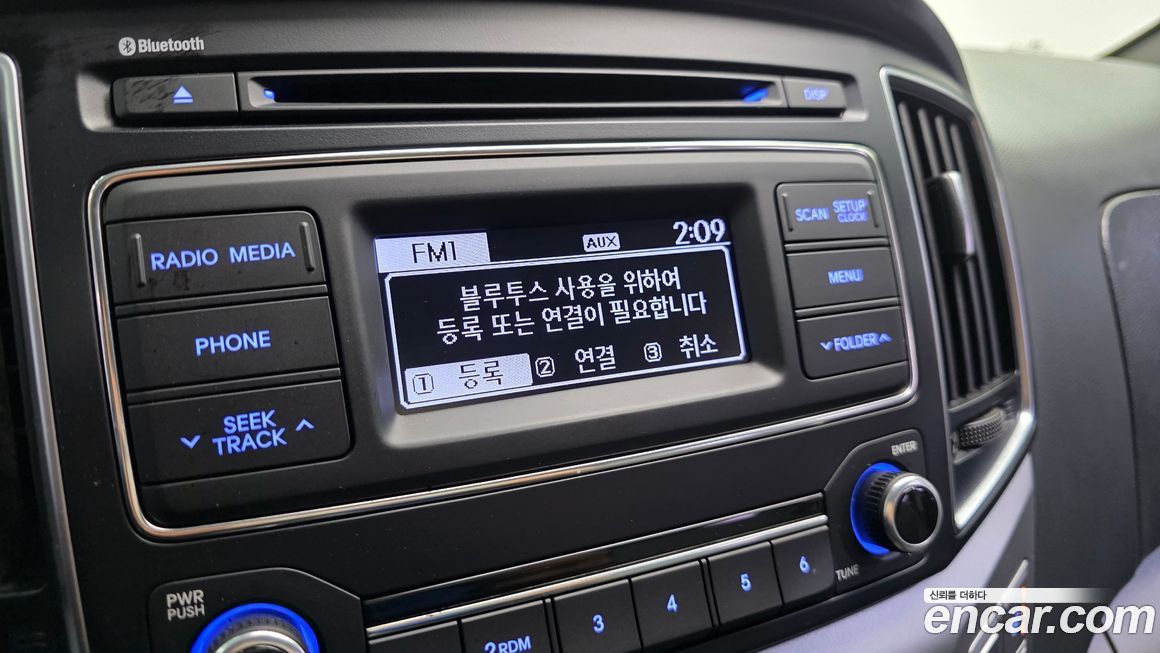 Bluetooth
DISP
RADIO MEDIA
PHONE
SEEK
TRACK
FM1 AUX 2:09
블루투스 사용을 위하여
등록 또는 연결이 필요합니다
1 등록 2 연결 3 취소
SCAN SETUP
CLOCK
MENU
FOLDER
ENTER
TUNE
PWR
PUSH
2 RDM 3 4 5 6
신뢰를 더하다
encar.com